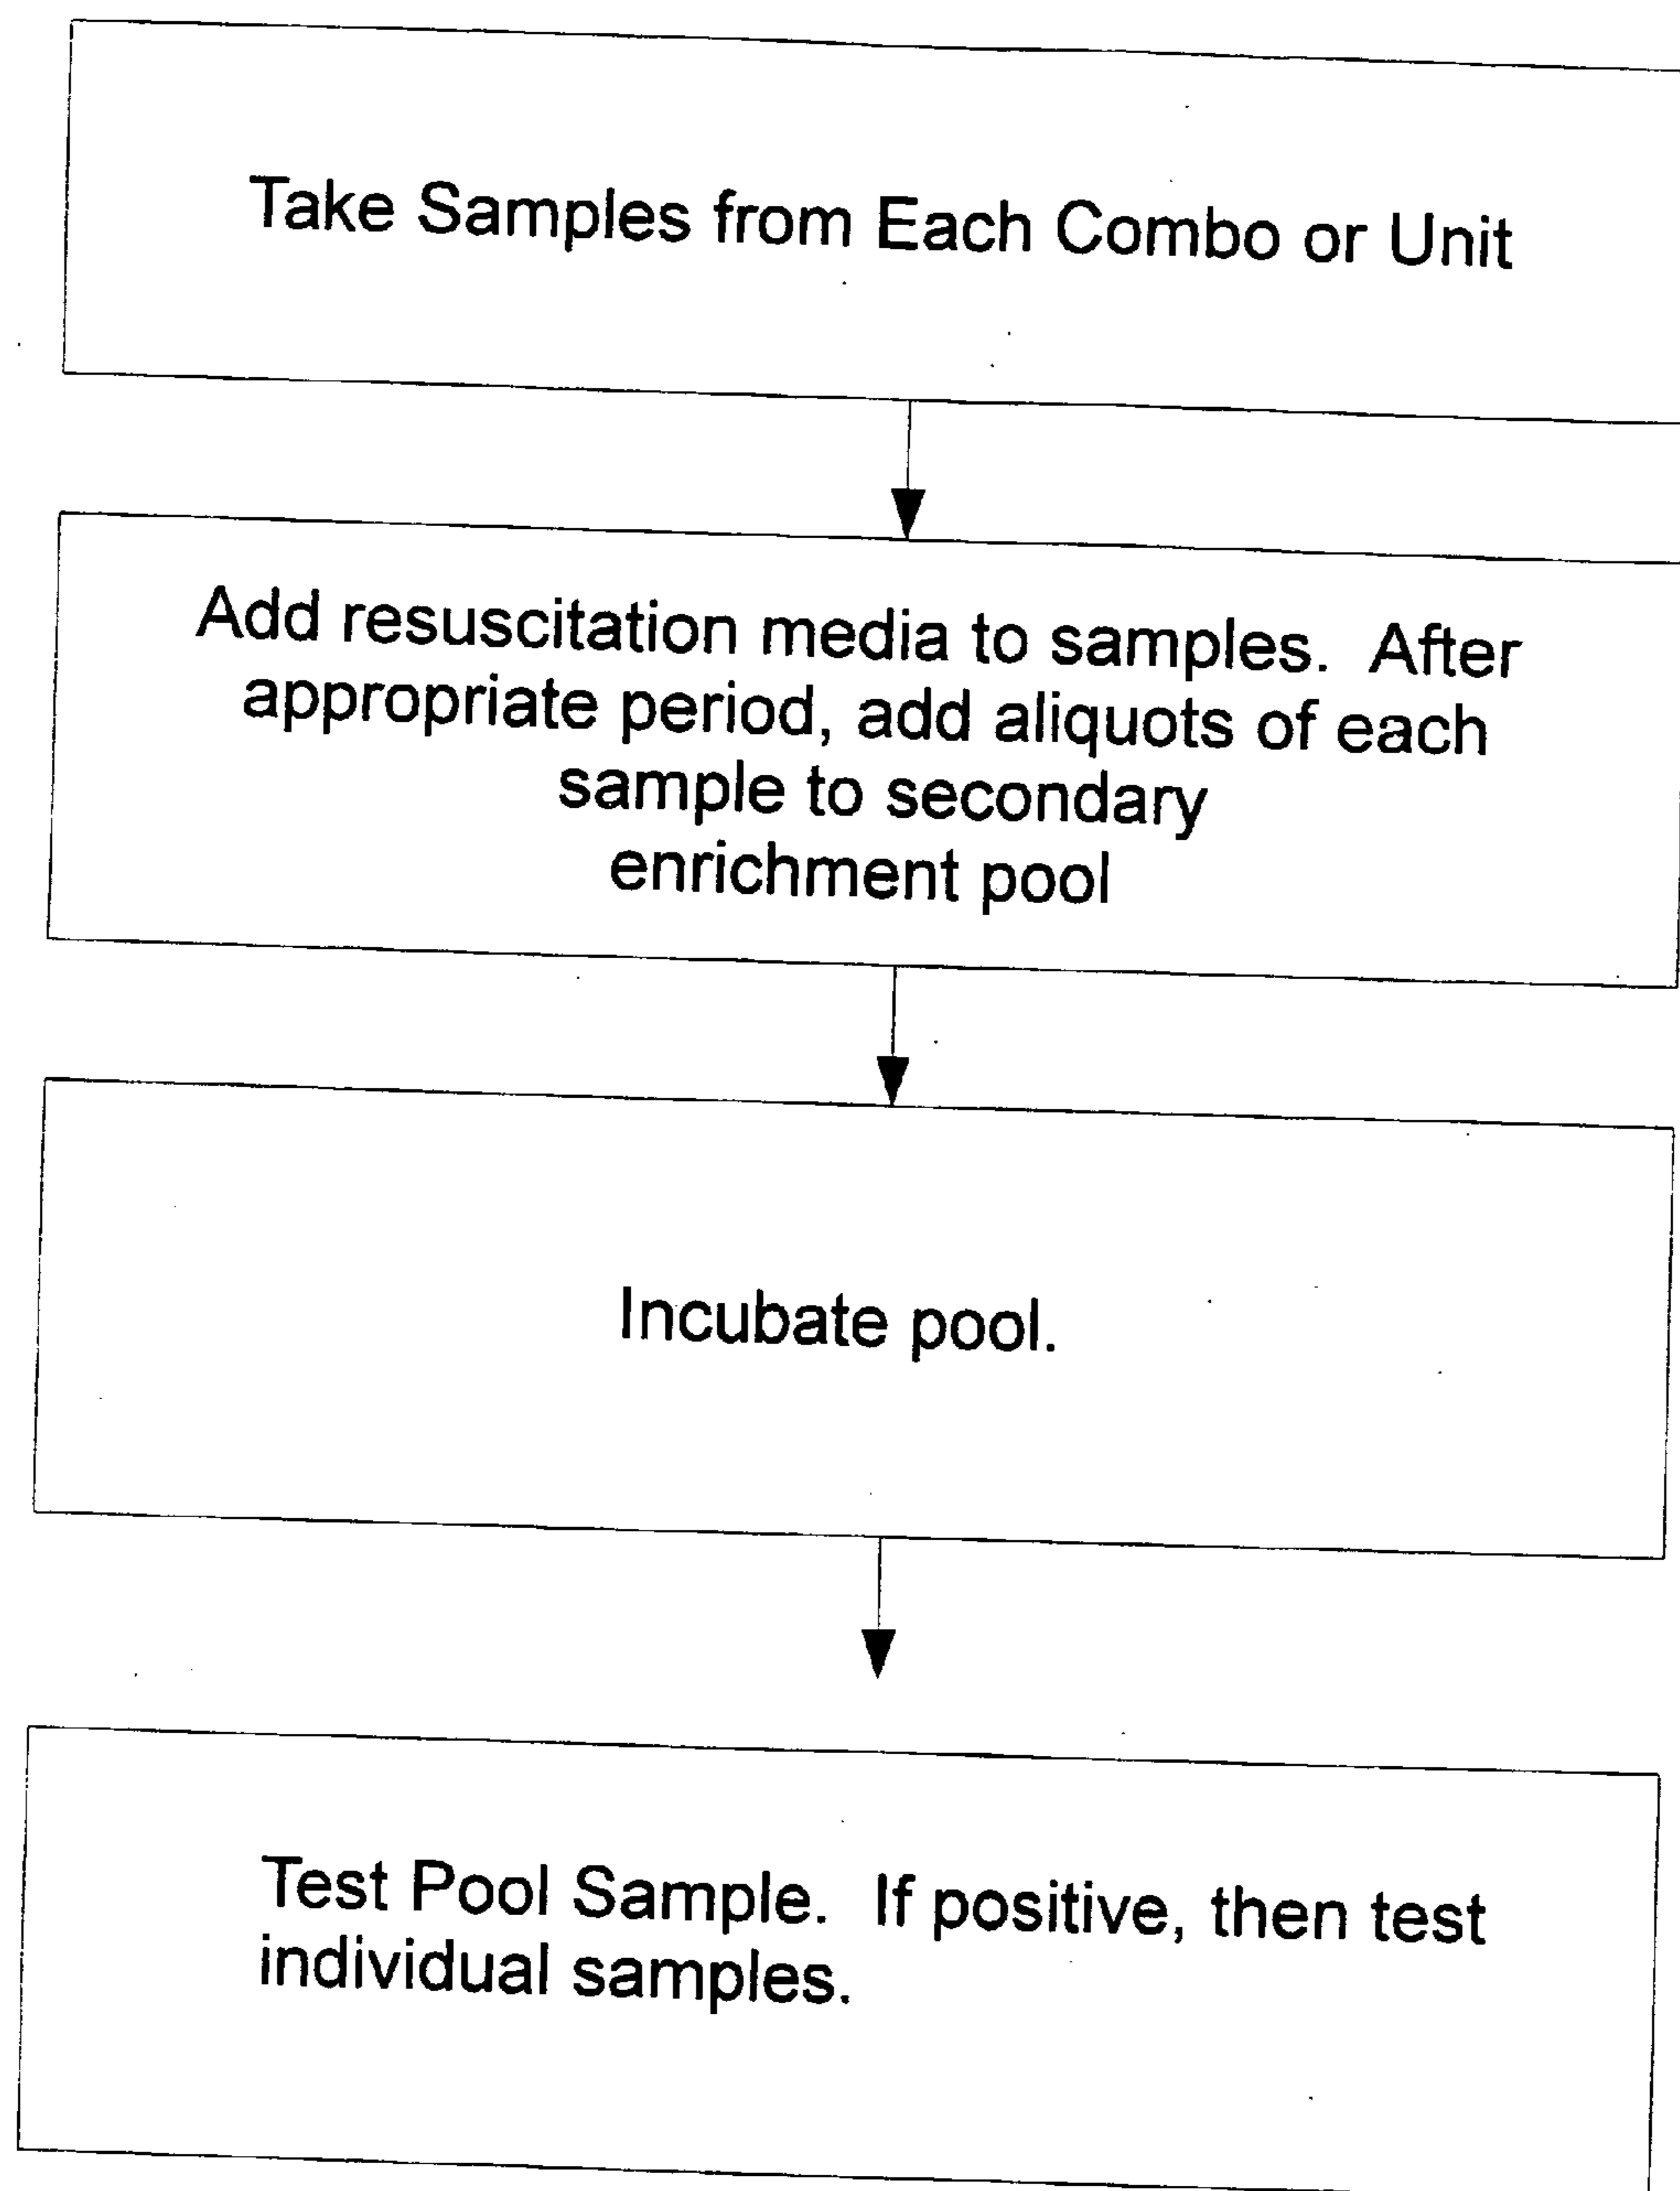 Take Samples from Each Combo or Unit
Add resuscitation media to samples. After
appropriate period, add aliquots of each
sample to secondary
enrichment pool
Incubate pool.
Test Pool Sample. If positive, then test
individual samples.